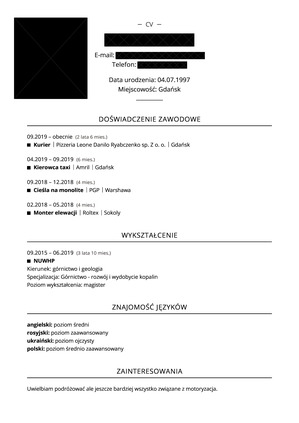 — CV —
E-mail:
Telefon:
Data urodzenia: 04.07.1997
Miejscowość: Gdańsk
DOŚWIADCZENIE ZAWODOWE
09.2019 – obecnie (2 lata 6 mies.)
■ Kurier | Pizzeria Leone Danilo Ryabczenko sp. Z o. o. | Gdańsk
04.2019 – 09.2019 (6 mies.)
■ Kierowca taxi | Amril | Gdańsk
09.2018 – 12.2018 (4 mies.)
■ Cieśla na monolite | PGP | Warshawa
02.2018 – 05.2018 (4 mies.)
■ Monter elewacji | Roltex | Sokoły
WYKSZTAŁCENIE
09.2015 – 06.2019 (3 lata 10 mies.)
■ NUWHP
Kierunek: górnictwo i geologia
Specjalizacja: Górnictwo - rozwój i wydobycie kopalin
Poziom wykształcenia: magister
ZNAJOMOŚĆ JĘZYKÓW
angielski: poziom średni
rosyjski: poziom zaawansowany
ukraiński: poziom ojczysty
polski: poziom średnio zaawansowany
ZAINTERESOWANIA
Uwielbiam podróżować ale jeszcze bardziej wszystko związane z motoryzacja.